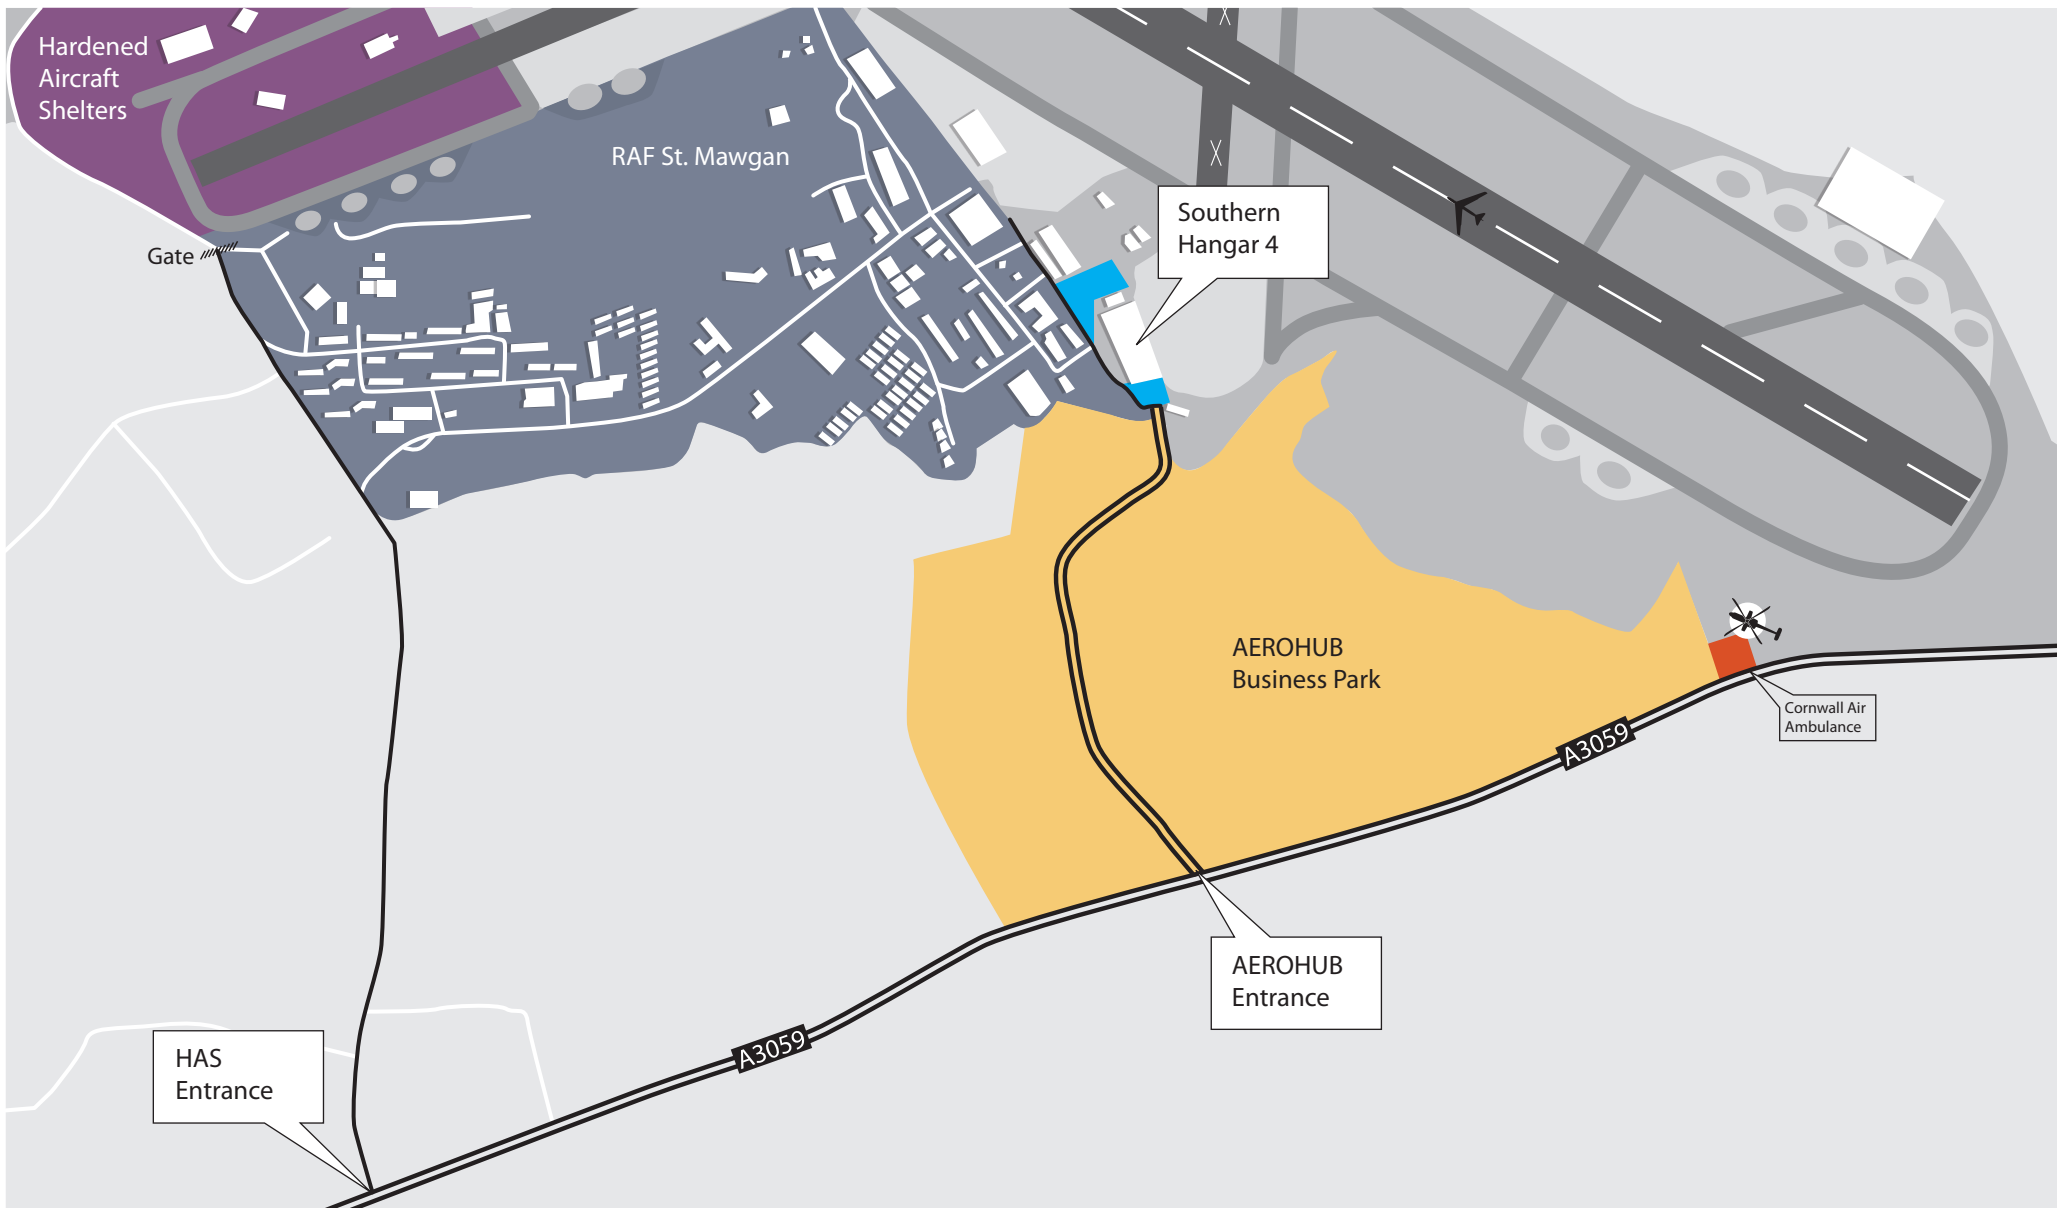 Hardened
Aircraft
Shelters
RAF St. Mawgan
Southern
Hangar 4
Gate
AEROHUB
Business Park
Cornwall Air
Ambulance
A3059
AEROHUB
Entrance
A3059
HAS
Entrance